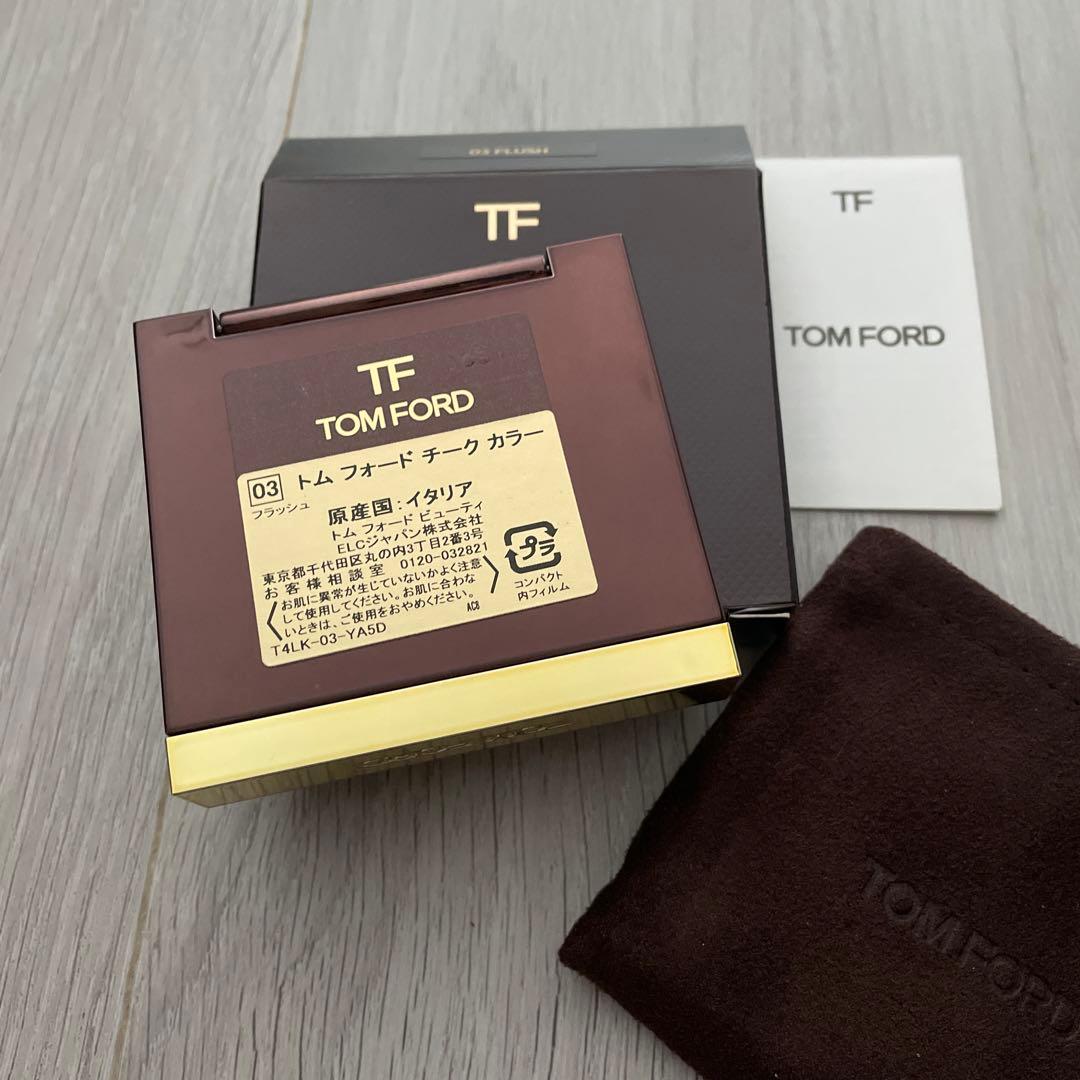 03 FLUSH
TF
TF
TOM FORD
TF
TOM FORD
03 トム フォード チーク カラー
フラッシュ
原産国:イタリア
トム フォード ビューティ
ELCジャパン株式会社
東京都千代田区丸の内3丁目2番3号
お客様相談室 0120-032821
お肌に異常が生じていないかよく注意
して使用してください。お肌に合わな
いときは、ご使用をおやめください。
T4LK-03-YA5D
AC8
プラ
コンパクト
内フィルム
TOM FORD